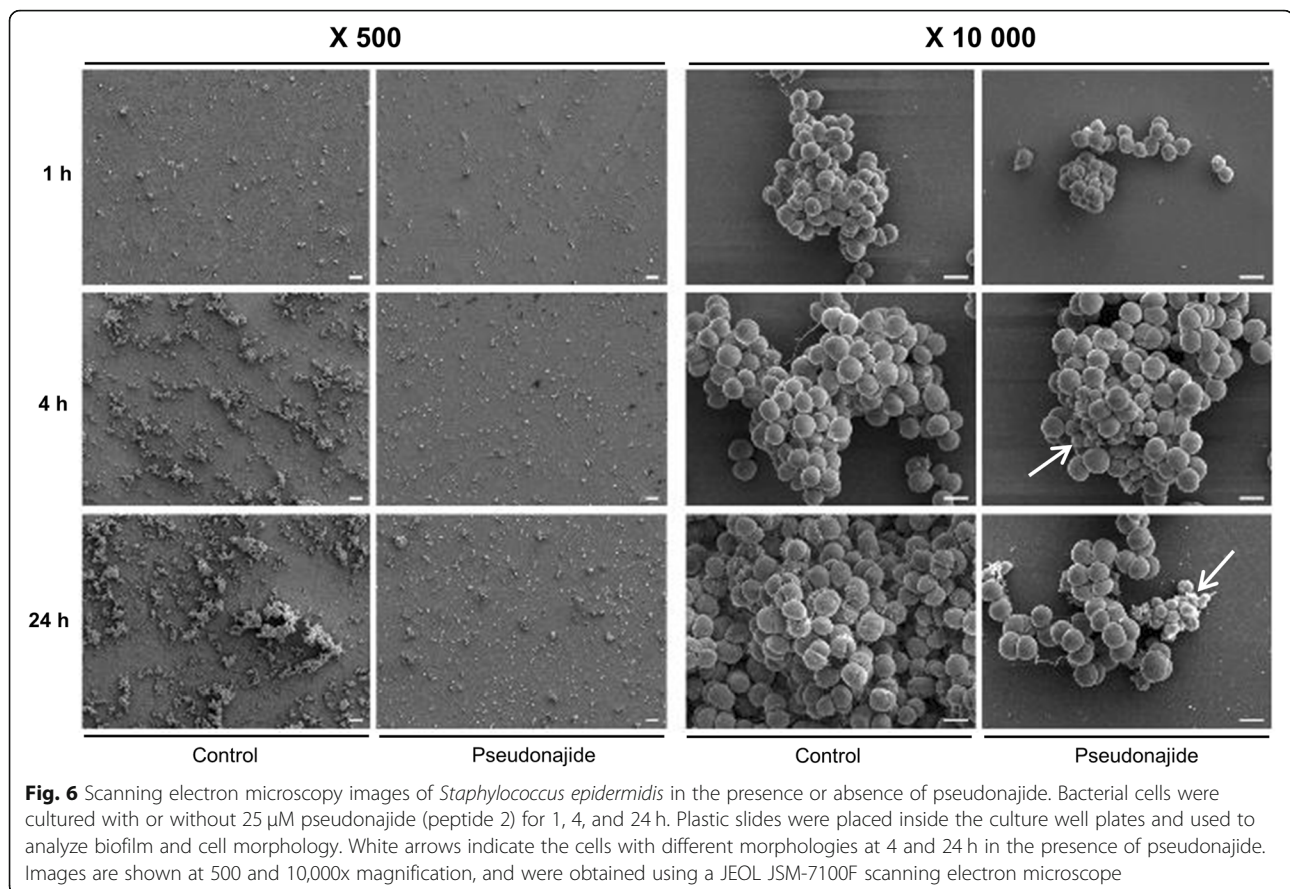 X 500
X 10 000
1 h
4 h
24 h
Control
Pseudonajide
Control
Pseudonajide
Fig. 6 Scanning electron microscopy images of Staphylococcus epidermidis in the presence or absence of pseudonajide. Bacterial cells were
cultured with or without 25 μM pseudonajide (peptide 2) for 1, 4, and 24 h. Plastic slides were placed inside the culture well plates and used to
analyze biofilm and cell morphology. White arrows indicate the cells with different morphologies at 4 and 24 h in the presence of pseudonajide.
Images are shown at 500 and 10,000x magnification, and were obtained using a JEOL JSM-7100F scanning electron microscope